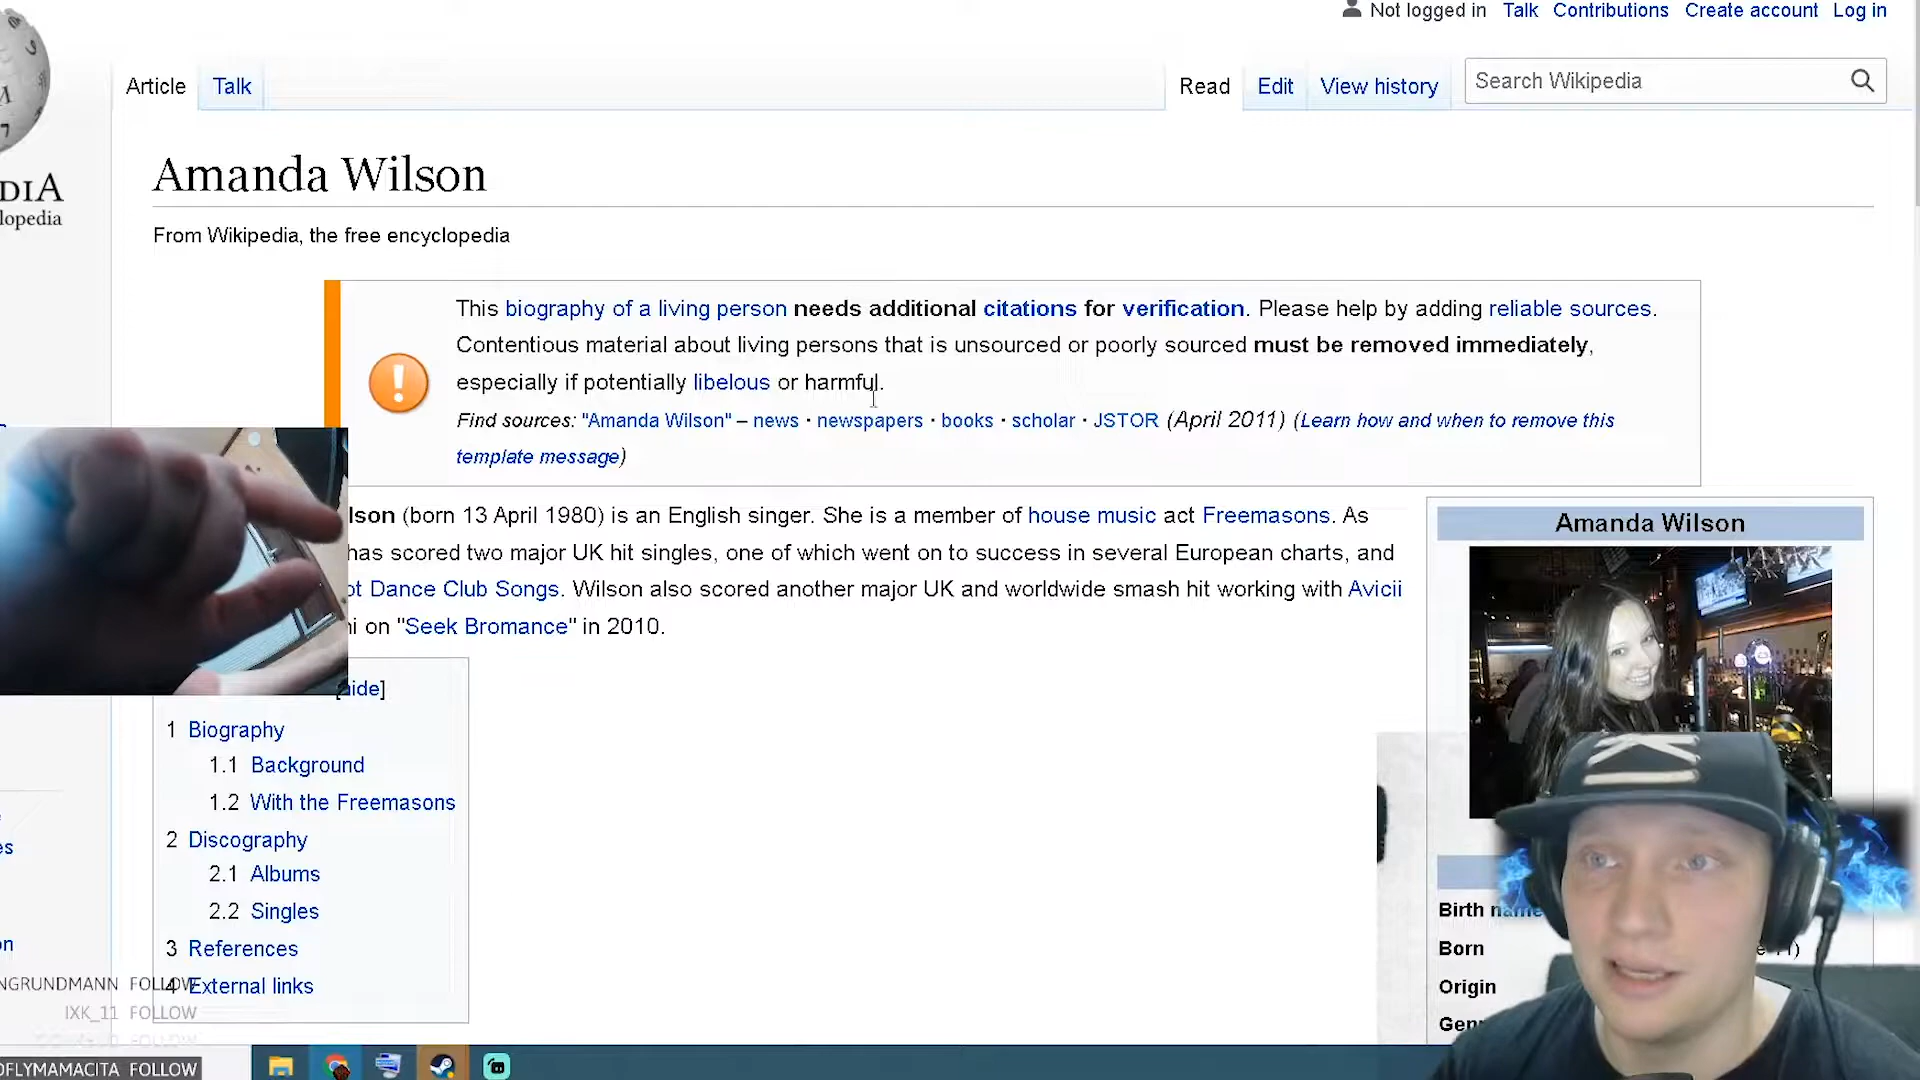 Not logged in Talk Contributions Create account Log in
Article Talk Read Edit View history Search Wikipedia
DIA
lopedia
Amanda Wilson
From Wikipedia, the free encyclopedia
This biography of a living person needs additional citations for verification. Please help by adding reliable sources.
Contentious material about living persons that is unsourced or poorly sourced must be removed immediately,
especially if potentially libelous or harmful.
Find sources: "Amanda Wilson" – news · newspapers · books · scholar · JSTOR (April 2011) (Learn how and when to remove this
template message)
lson (born 13 April 1980) is an English singer. She is a member of house music act Freemasons. As
has scored two major UK hit singles, one of which went on to success in several European charts, and
ot Dance Club Songs. Wilson also scored another major UK and worldwide smash hit working with Avicii
ni on "Seek Bromance" in 2010.
[hide]
1 Biography
1.1 Background
1.2 With the Freemasons
2 Discography
2.1 Albums
2.2 Singles
3 References
4 External links
Amanda Wilson
Birth name
Born
Origin
es
on
NGRUNDMANN FOLLOW
IXK_11 FOLLOW
OFLYMAMACITA FOLLOW